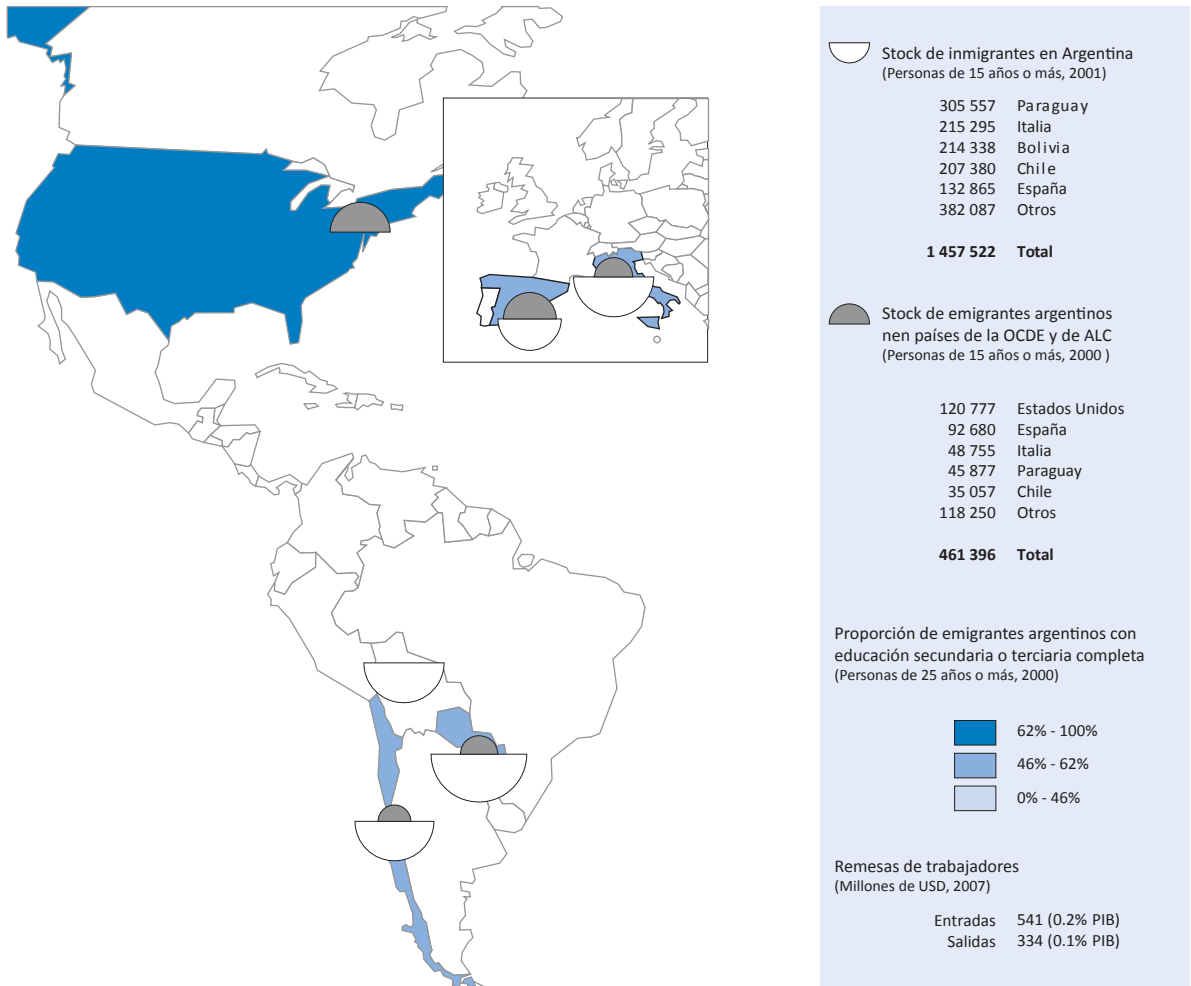 Stock de inmigrantes en Argentina
(Personas de 15 años o más, 2001)
305 557 Paraguay
215 295 Italia
214 338 Bolivia
207 380 Chile
132 865 España
382 087 Otros
1 457 522 Total
Stock de emigrantes argentinos
nen países de la OCDE y de ALC
(Personas de 15 años o más, 2000 )
120 777 Estados Unidos
92 680 España
48 755 Italia
45 877 Paraguay
35 057 Chile
118 250 Otros
461 396 Total
Proporción de emigrantes argentinos con
educación secundaria o terciaria completa
(Personas de 25 años o más, 2000)
62% - 100%
46% - 62%
0% - 46%
Remesas de trabajadores
(Millones de USD, 2007)
Entradas 541 (0.2% PIB)
Salidas 334 (0.1% PIB)